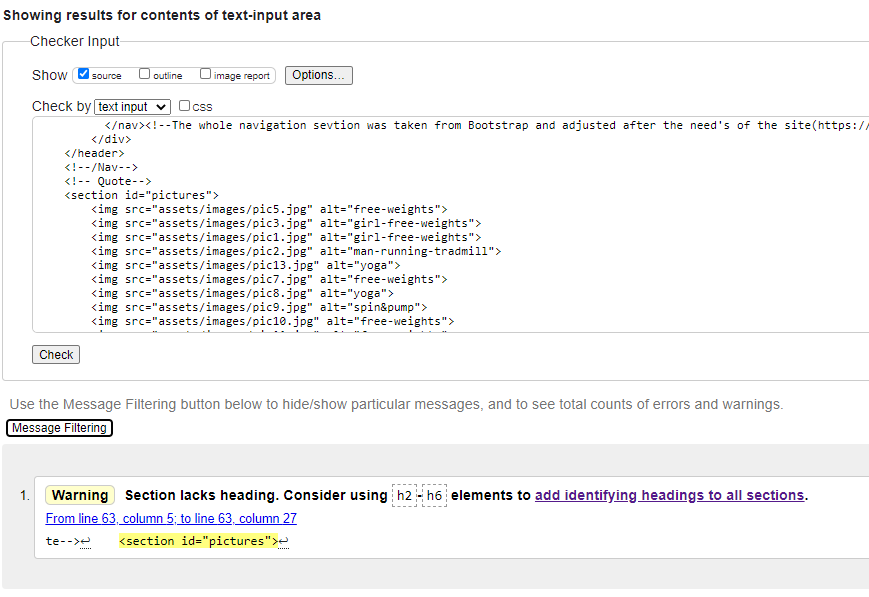 Showing results for contents of text-input area
Checker Input
Show source outline image report Options...
Check by text input css
</nav><!--The whole navigation sevtion was taken from Bootstrap and adjusted after the need's of the site(https:/
</div>
</header>
<!--/Nav-->
<!-- Quote-->
<section id="pictures">
<img src="assets/images/pic5.jpg" alt="free-weights">
<img src="assets/images/pic3.jpg" alt="girl-free-weights">
<img src="assets/images/pic1.jpg" alt="girl-free-weights">
<img src="assets/images/pic2.jpg" alt="man-running-tradmill">
<img src="assets/images/pic13.jpg" alt="yoga">
<img src="assets/images/pic7.jpg" alt="free-weights">
<img src="assets/images/pic8.jpg" alt="yoga">
<img src="assets/images/pic9.jpg" alt="spin&pump">
<img src="assets/images/pic10.jpg" alt="free-weights">
Check
Use the Message Filtering button below to hide/show particular messages, and to see total counts of errors and warnings.
Message Filtering
1. Warning Section lacks heading. Consider using h2-h6 elements to add identifying headings to all sections.
From line 63, column 5; to line 63, column 27
te-->↩ <section id="pictures">↩